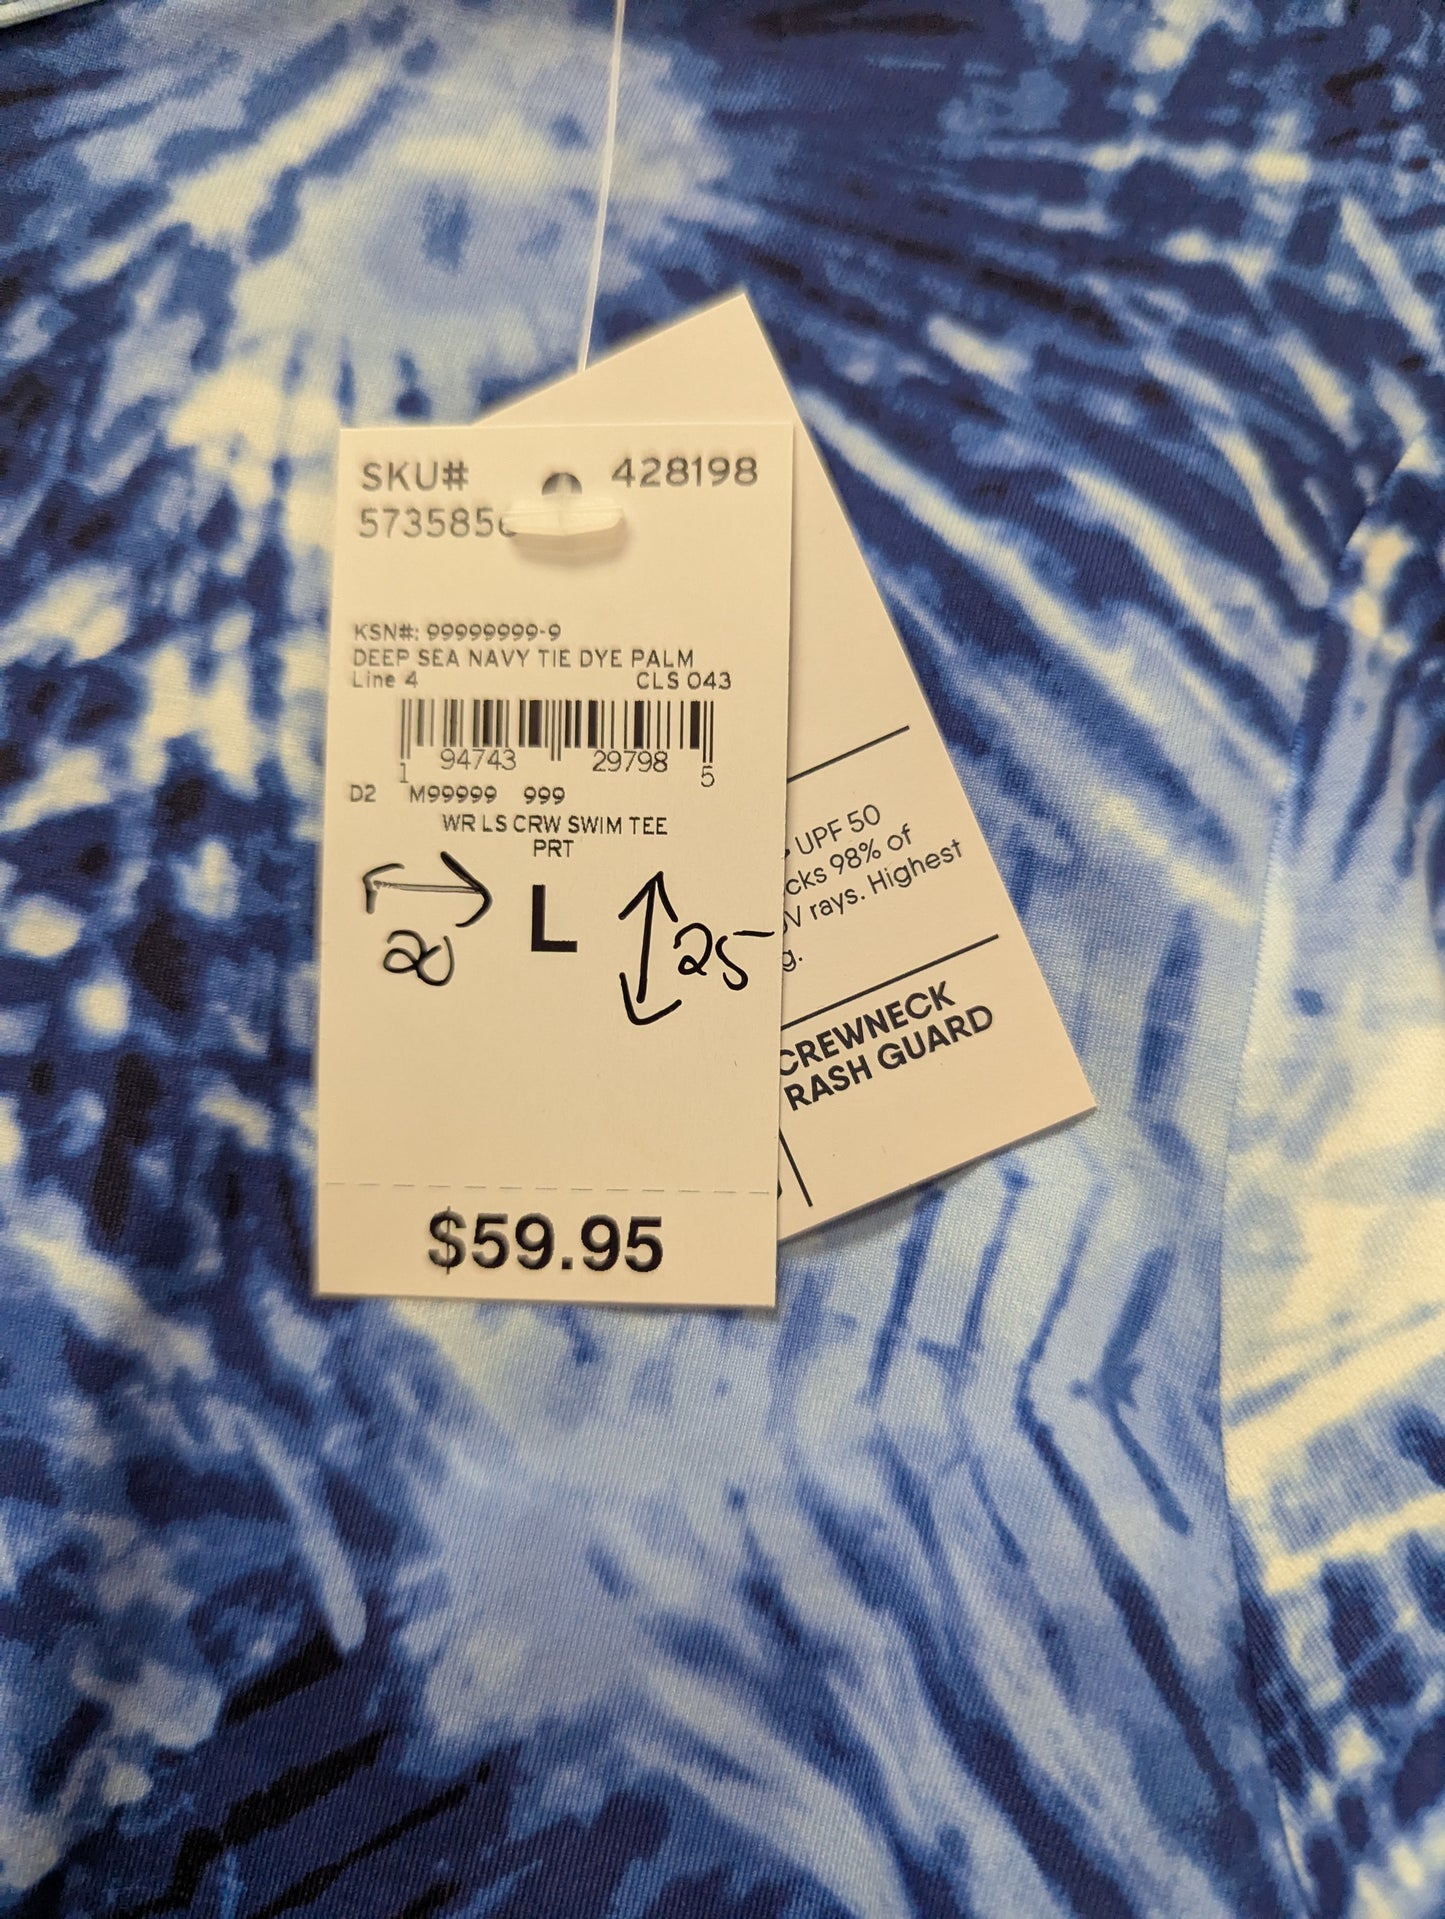 SKU#
428198
KSN#: 99999999-9
DEEP SEA NAVY TIE DYE PALM
Line 4 CLS 043
1 94743 29798 5
D2 M99999 999
WR LS CRW SWIM TEE
PRT
20 L 25
$59.95
UPF 50
98% of
rays. Highest
CREWNECK
RASH GUARD